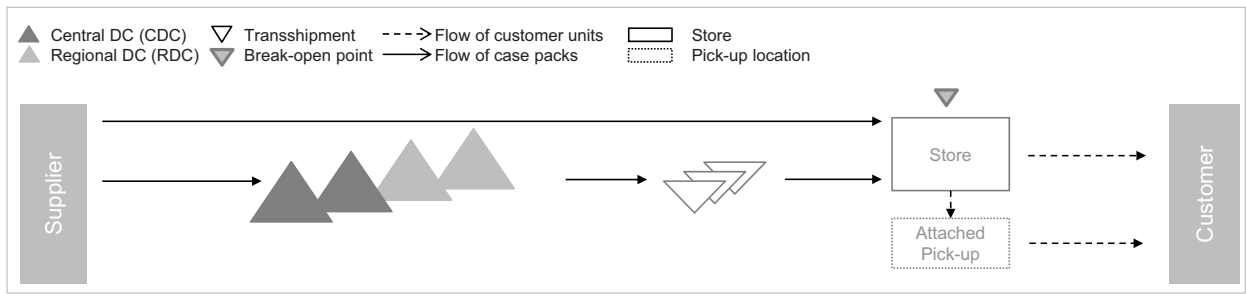 Central DC (CDC) Transshipment Flow of customer units Store
Regional DC (RDC) Break-open point Flow of case packs Pick-up location
Supplier
Store
Attached
Pick-up
Customer